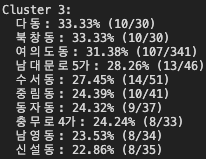 Cluster 3:
다동: 33.33% (10/30)
북창동: 33.33% (10/30)
여의도동: 31.38% (107/341)
남대문로5가: 28.26% (13/46)
수서동: 27.45% (14/51)
중림동: 24.39% (10/41)
동자동: 24.32% (9/37)
충무로4가: 24.24% (8/33)
남영동: 23.53% (8/34)
신설동: 22.86% (8/35)